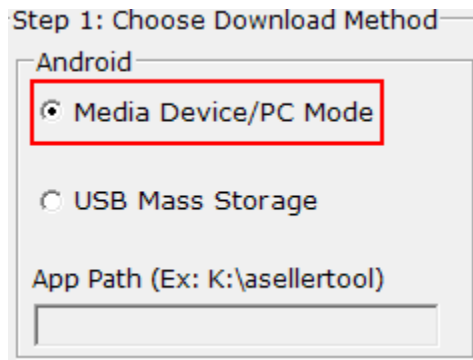 Step 1: Choose Download Method
Android
Media Device/PC Mode
USB Mass Storage
App Path (Ex: K:\asellertool)